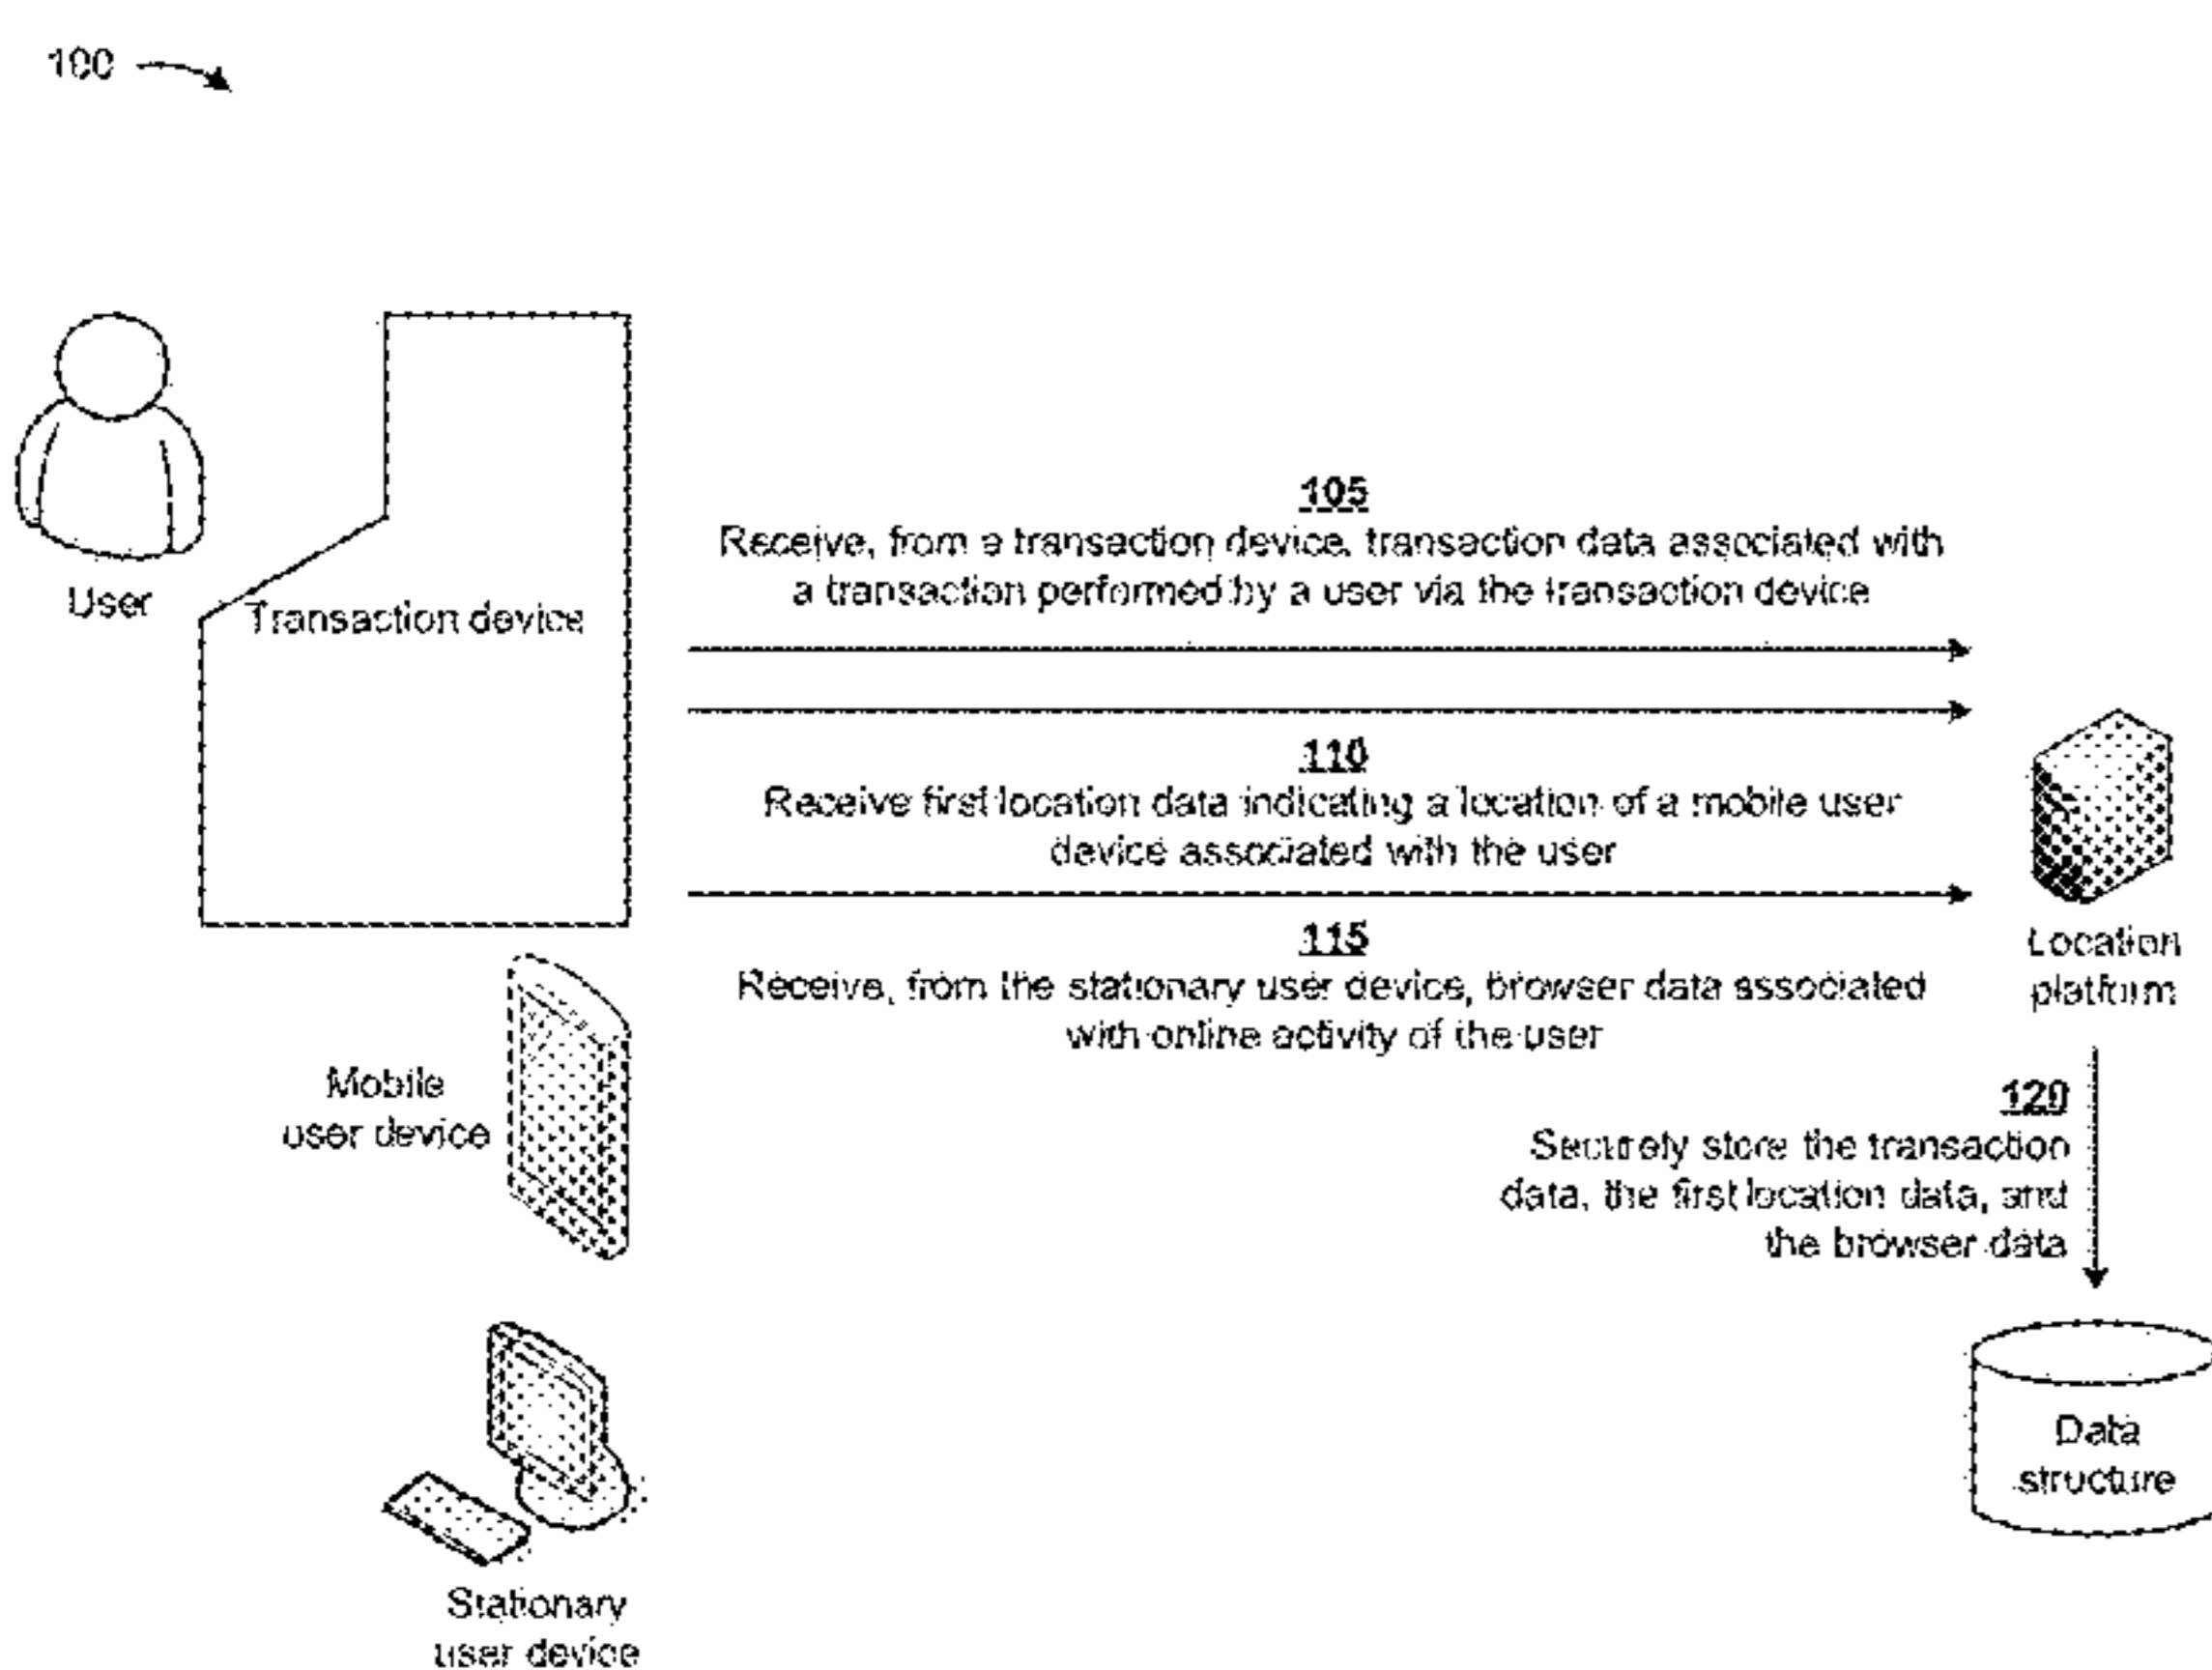 100
User
Transaction device
105
Receive, from a transaction device, transaction data associated with
a transaction performed by a user via the transaction device
110
Receive first location data indicating a location of a mobile user
device associated with the user
115
Receive, from the stationary user device, browser data associated
with online activity of the user
Location
platform
Mobile
user device
120
Securely store the transaction
data, the first location data, and
the browser data
Data
structure
Stationary
user device